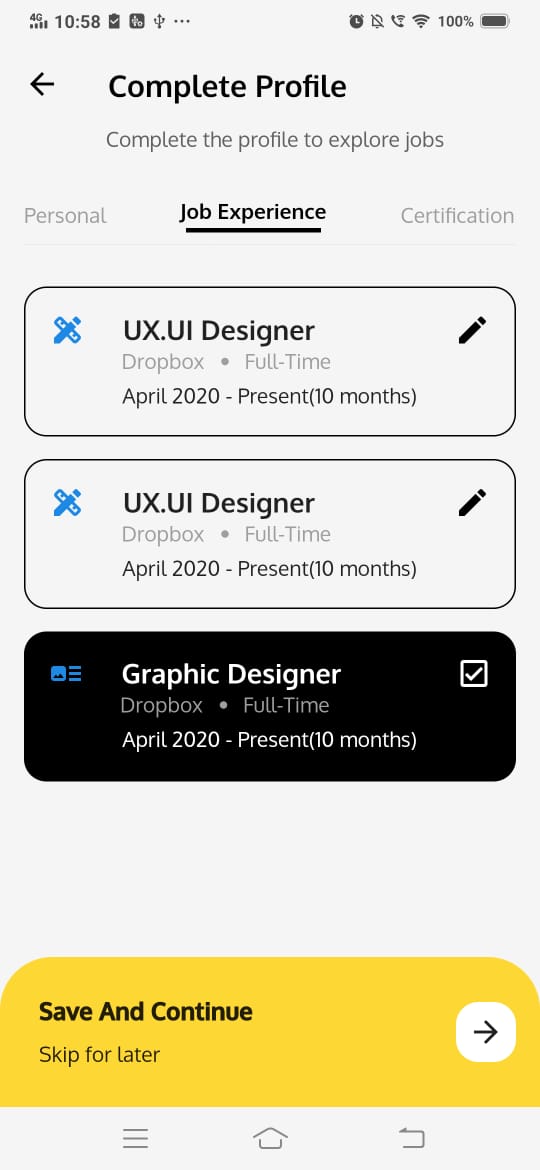 4G 10:58 100%
Complete Profile
Complete the profile to explore jobs
Personal Job Experience Certification
UX.UI Designer
Dropbox • Full-Time
April 2020 - Present(10 months)
UX.UI Designer
Dropbox • Full-Time
April 2020 - Present(10 months)
Graphic Designer
Dropbox • Full-Time
April 2020 - Present(10 months)
Save And Continue
Skip for later